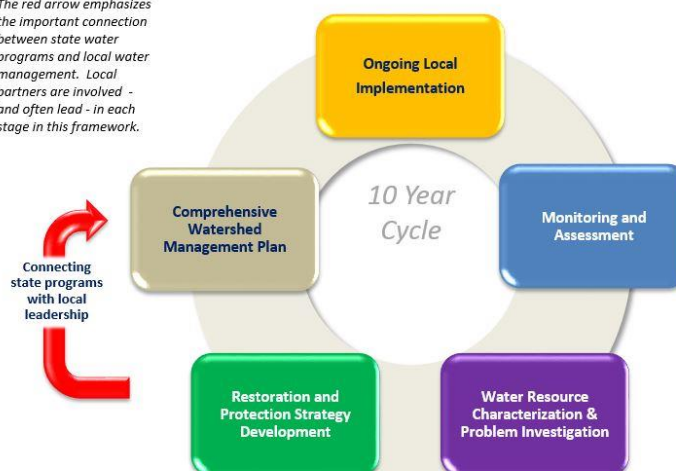 The red arrow emphasizes
the important connection
between state water
programs and local water
management.  Local
partners are involved  -
and often lead - in each
stage in this framework.
Ongoing Local
Implementation
10 Year
Cycle
Comprehensive
Watershed
Management Plan
Monitoring and
Assessment
Connecting
state programs
with local
leadership
Restoration and
Protection Strategy
Development
Water Resource
Characterization &
Problem Investigation